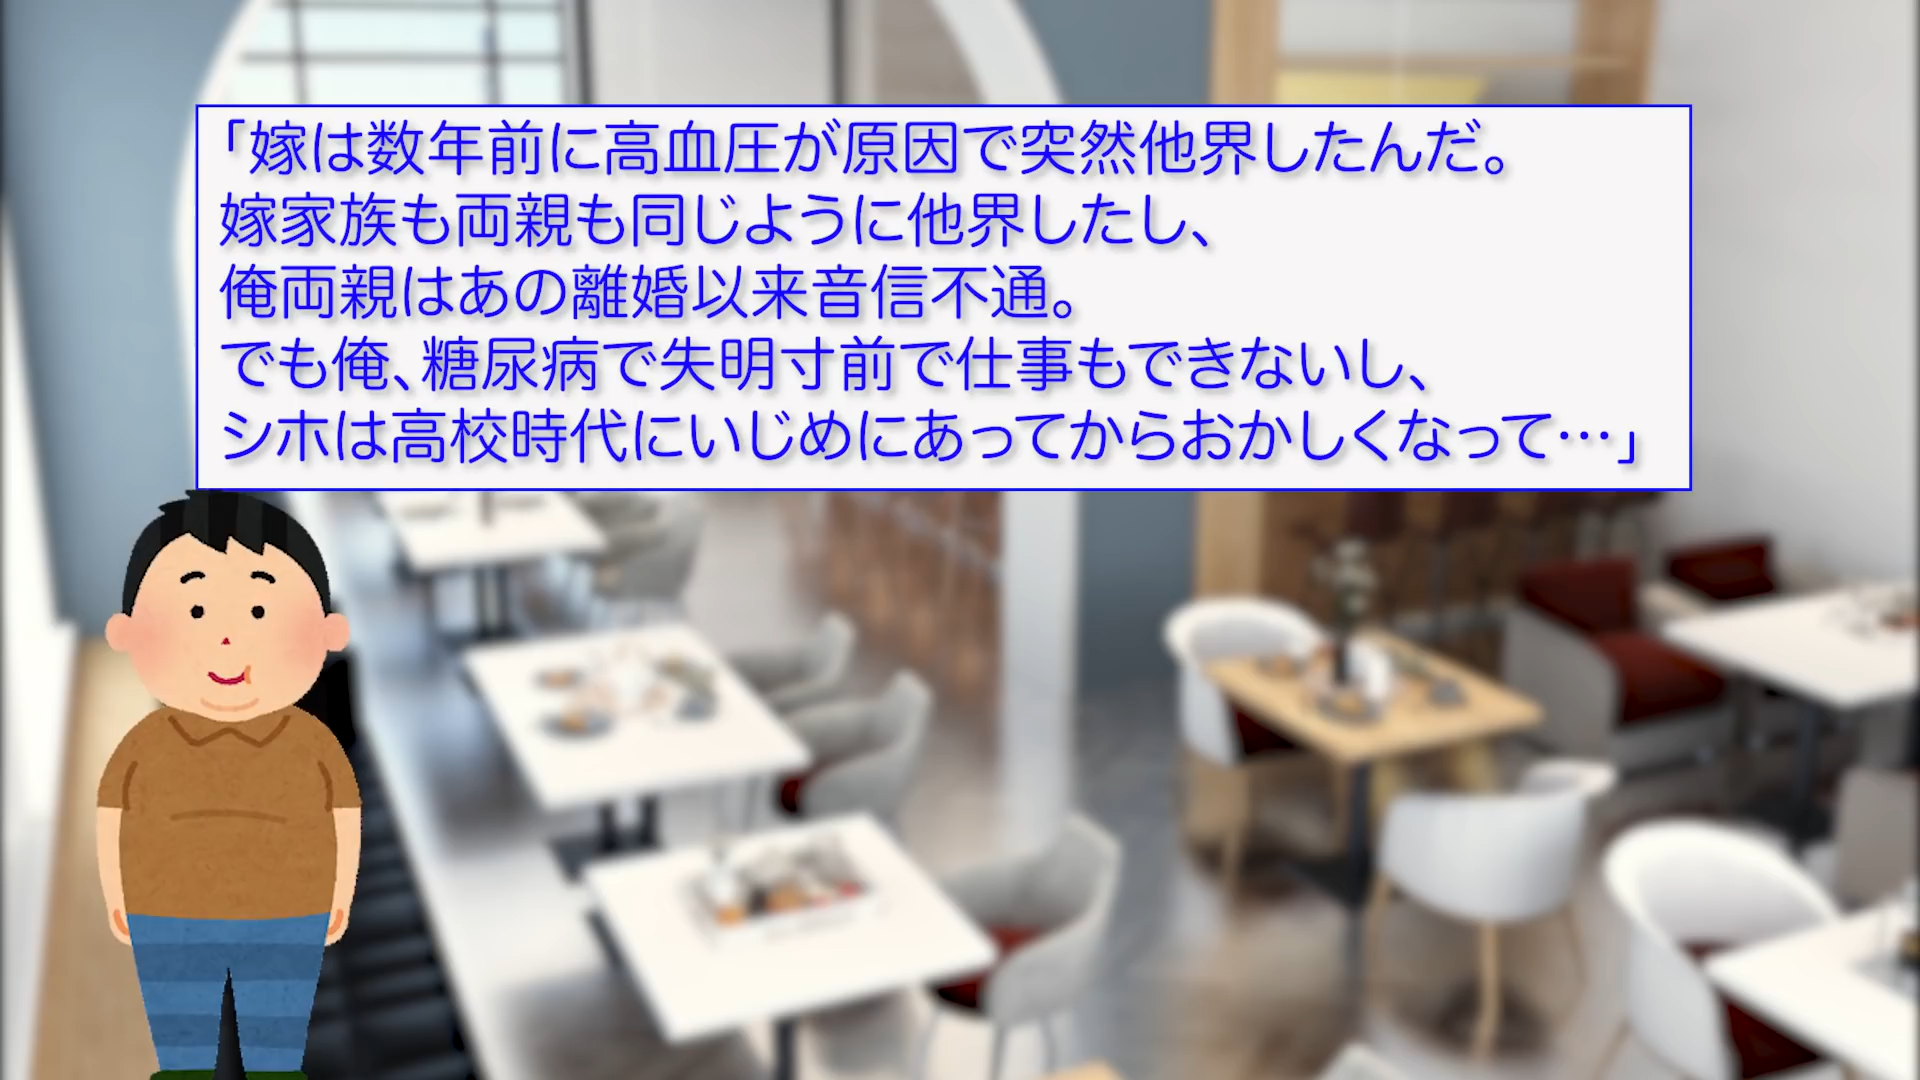 「嫁は数年前に高血圧が原因で突然他界したんだ。
嫁家族も両親も同じように他界したし、
俺両親はあの離婚以来音信不通。
でも俺、糖尿病で失明寸前で仕事もできないし、
シホは高校時代にいじめにあってからおかしくなって…」